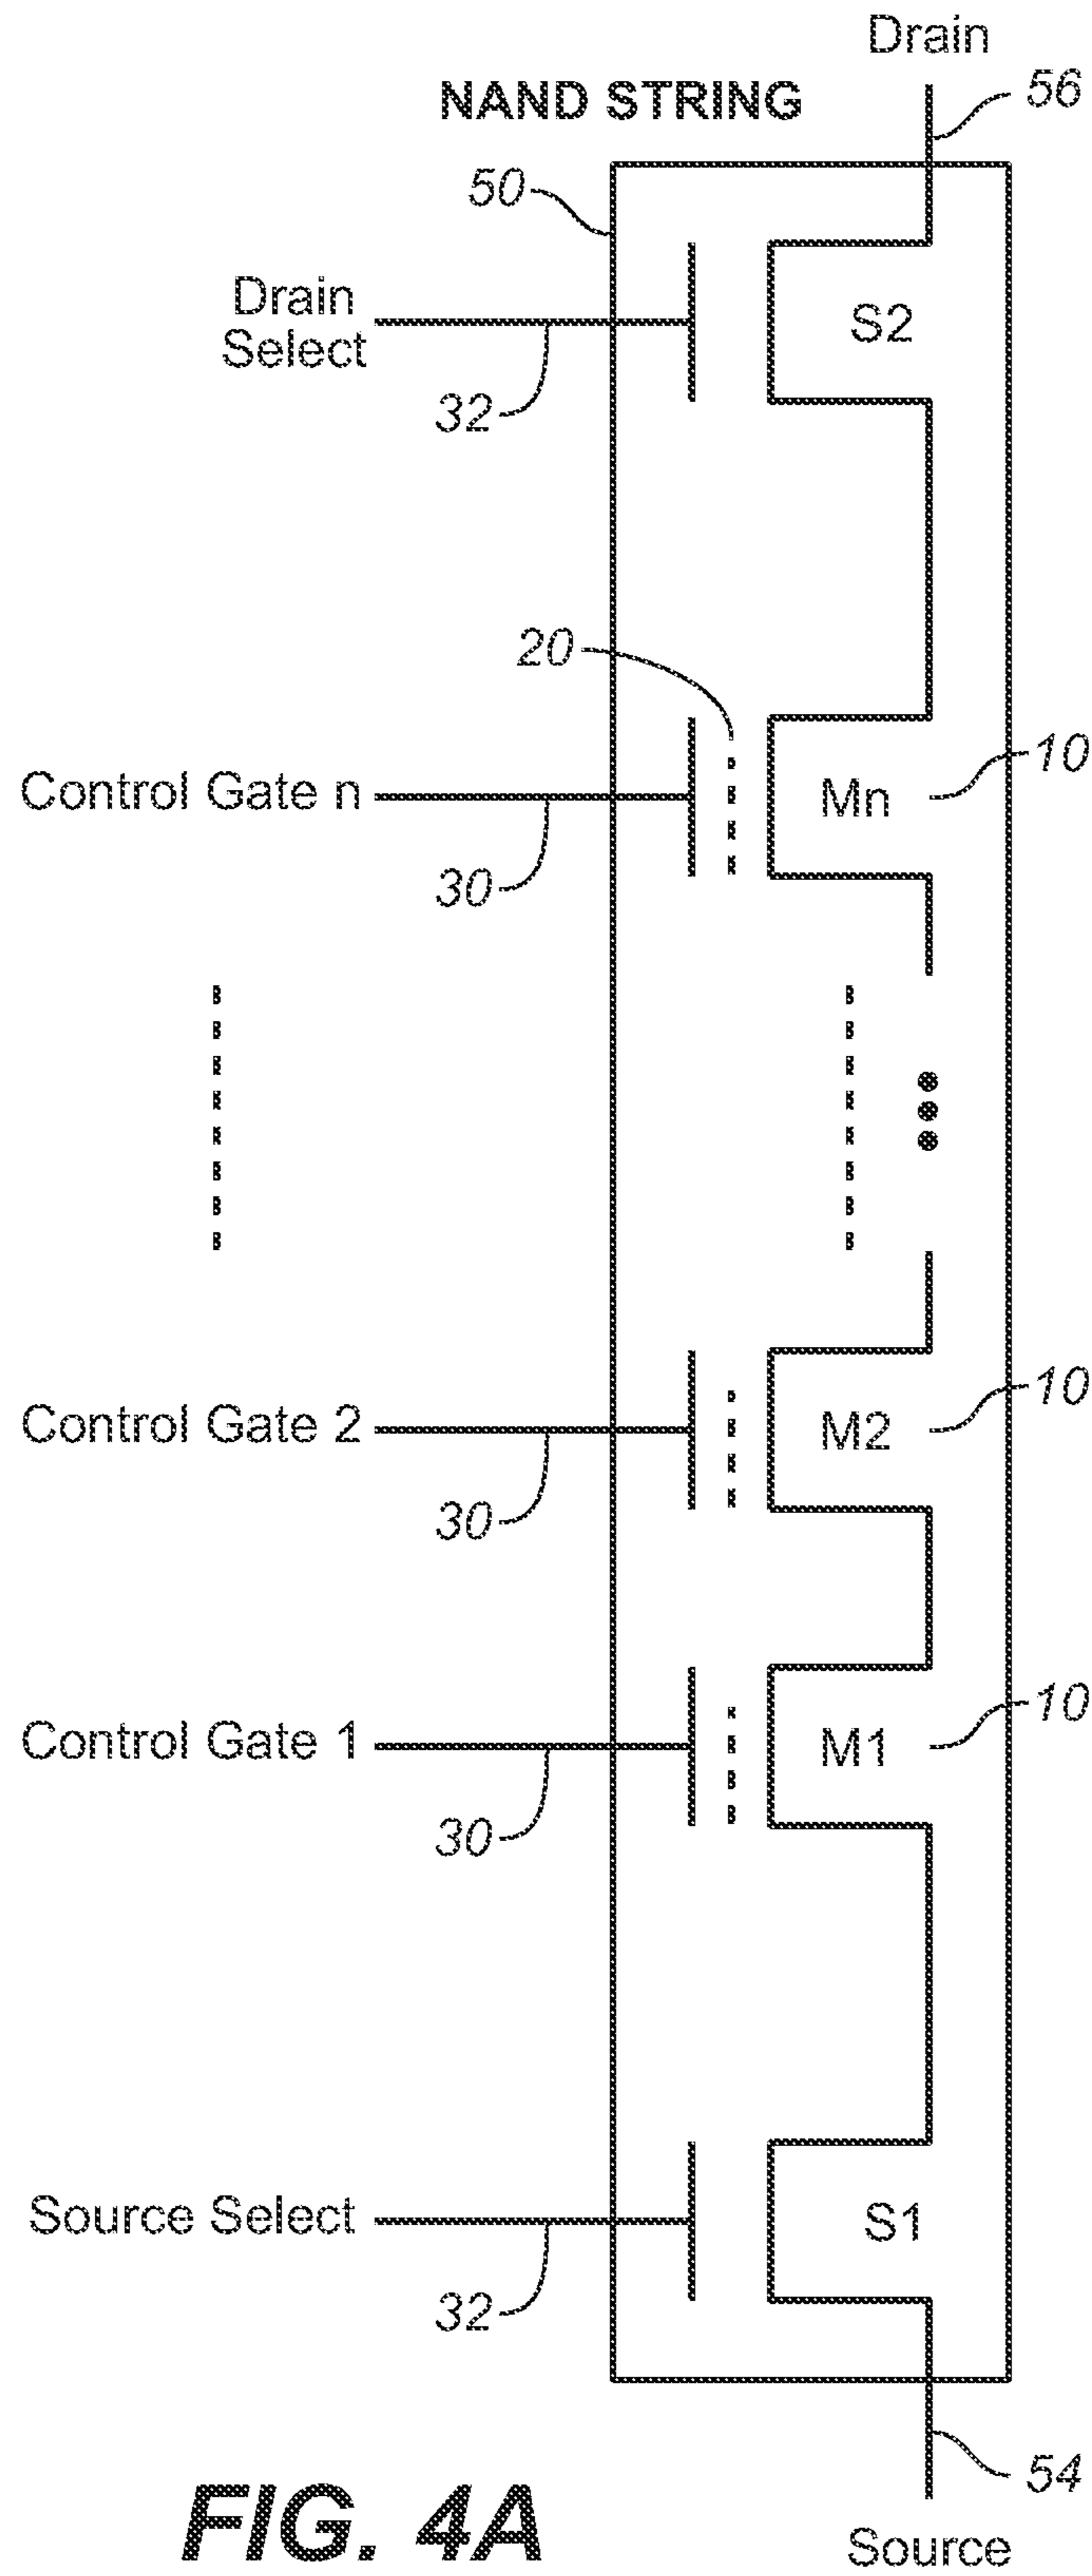 Drain
NAND STRING
56
50
Drain
Select
S2
32
20
Control Gate n
Mn
10
30
Control Gate 2
M2
10
30
Control Gate 1
M1
10
30
Source Select
S1
32
54
FIG. 4A
Source